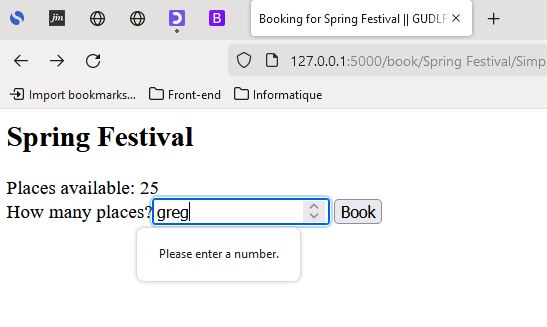 jm
B
Booking for Spring Festival || GUDLF
127.0.0.1:5000/book/Spring Festival/Simp
Import bookmarks...
Front-end
Informatique
Spring Festival
Places available: 25
How many places? greg Book
Please enter a number.